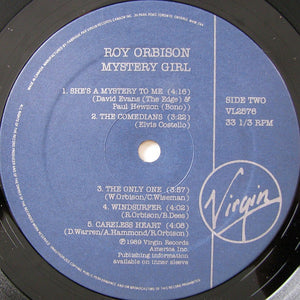 ROY ORBISON
MYSTERY GIRL
1. SHE'S A MYSTERY TO ME (4:16)
(David Evans (The Edge) &
Paul Hewson (Bono))
2. THE COMEDIANS (3:22)
(Elvis Costello)
SIDE TWO
VL2576
33 1/3 RPM
5. THE ONLY ONE (3:57)
(W.Orbison/C.Wiseman)
4. WINDSURFER (4:02)
(R.Orbison/B.Dees)
5. CARELESS HEART (4:08)
(D.Warren/A.Hammond/R.Orbison)
℗1989 Virgin Records
America Inc.
Publishing information
available on inner sleeve
Virgin